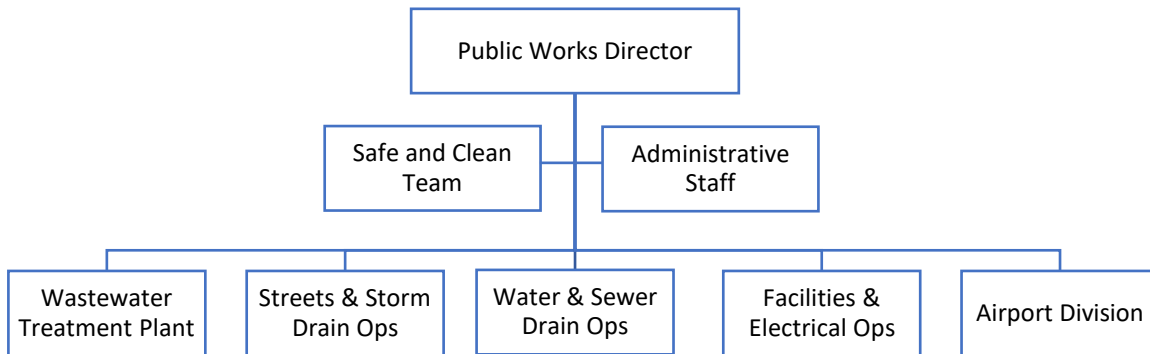 Public Works Director
Safe and Clean
Team
Administrative
Staff
Wastewater
Treatment Plant
Streets & Storm
Drain Ops
Water & Sewer
Drain Ops
Facilities &
Electrical Ops
Airport Division